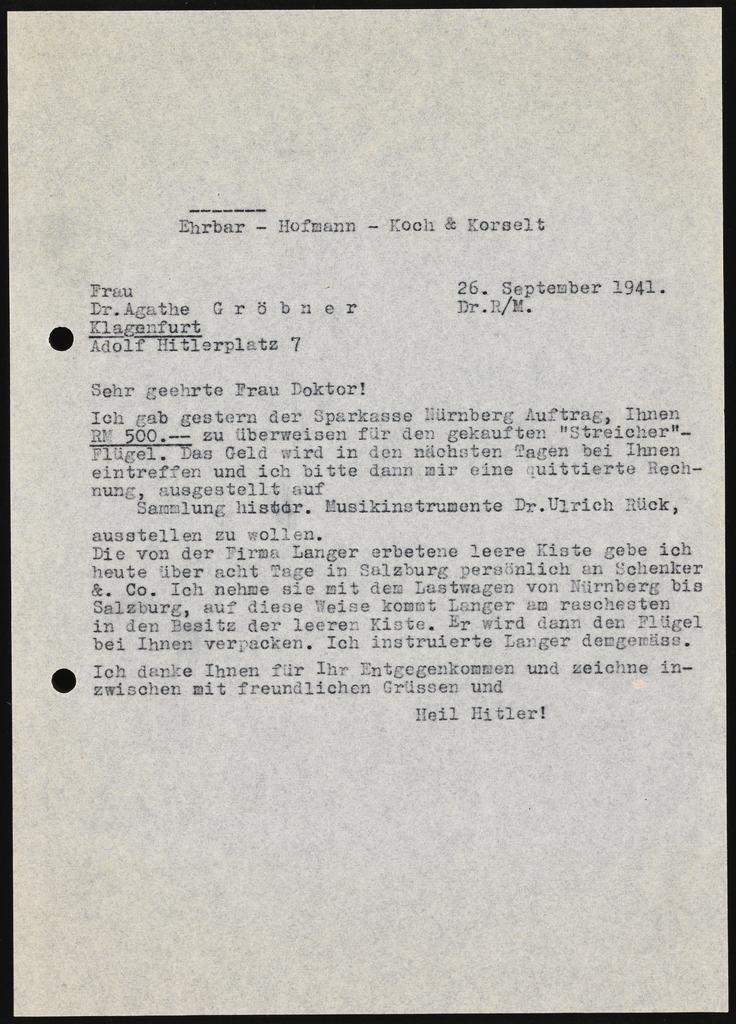 Ehrbar - Hofmann - Koch & Korselt
Frau
26. September 1941.
Dr.Agathe G r ö b n e r
Dr.R/M.
Klagenfurt
Adolf Hitlerplatz 7
Sehr geehrte Frau Doktor!
Ich gab gestern der Sparkasse Nürnberg Auftrag, Ihnen
RM 500.-- zu überweisen für den gekauften "Streicher"-
Flügel. Das Geld wird in den nächsten Tagen bei Ihnen
eintreffen und ich bitte dann mir eine quittierte Rech-
nung, ausgestellt auf
Sammlung histor. Musikinstrumente Dr.Ulrich Rück,
ausstellen zu wollen.
Die von der Firma Langer erbetene leere Kiste gebe ich
heute über acht Tage in Salzburg persönlich an Schenker
&. Co. Ich nehme sie mit dem Lastwagen von Nürnberg bis
Salzburg, auf diese Weise kommt Langer am raschesten
in den Besitz der leeren Kiste. Er wird dann den Flügel
bei Ihnen verpacken. Ich instruierte Langer demgemäss.
Ich danke Ihnen für Ihr Entgegenkommen und zeichne in-
zwischen mit freundlichen Grüssen und
Heil Hitler!